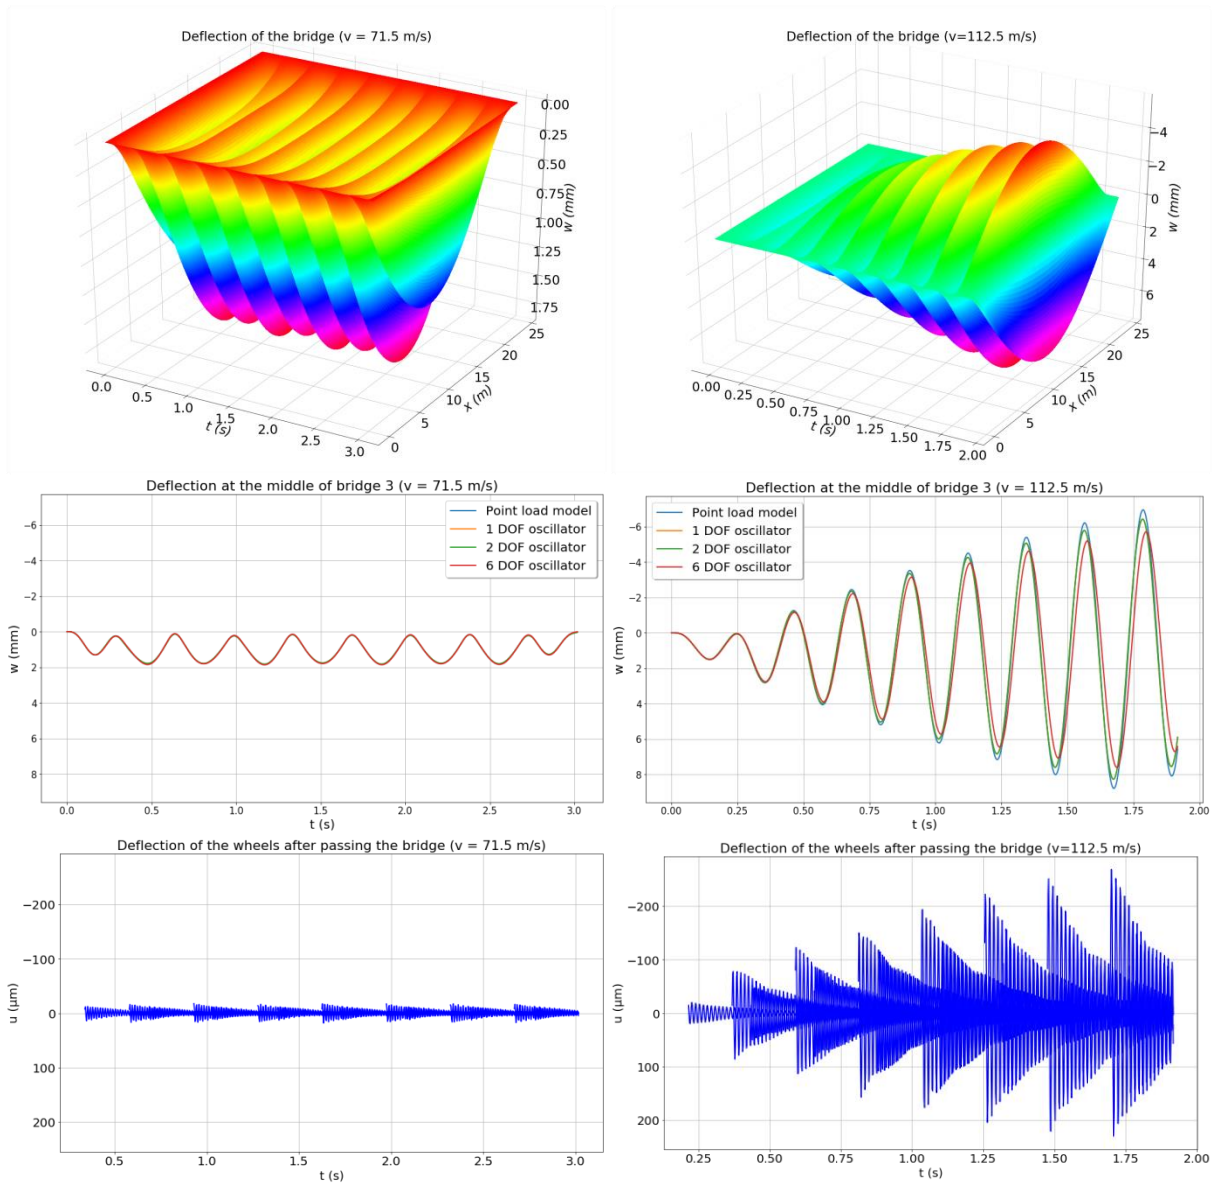 Deflection of the bridge (v = 71.5 m/s)
0.00
0.25
0.50
0.75
1.00
1.25
1.50
1.75
w (mm)
25
20
15
10
5
0
x (m)
0.0
0.5
1.0
1.5
2.0
2.5
3.0
t (s)
Deflection of the bridge (v=112.5 m/s)
−4
−2
0
2
4
6
w (mm)
25
20
15
10
5
0
x (m)
0.00
0.25
0.50
0.75
1.00
1.25
1.50
1.75
2.00
t (s)
Deflection at the middle of bridge 3 (v = 71.5 m/s)
Point load model
1 DOF oscillator
2 DOF oscillator
6 DOF oscillator
−6
−4
−2
0
2
4
6
8
w (mm)
0.0 0.5 1.0 1.5 2.0 2.5 3.0
t (s)
Deflection at the middle of bridge 3 (v = 112.5 m/s)
Point load model
1 DOF oscillator
2 DOF oscillator
6 DOF oscillator
−6
−4
−2
0
2
4
6
8
w (mm)
0.00 0.25 0.50 0.75 1.00 1.25 1.50 1.75 2.00
t (s)
Deflection of the wheels after passing the bridge (v = 71.5 m/s)
−200
−100
0
100
200
u (μm)
0.5 1.0 1.5 2.0 2.5 3.0
t (s)
Deflection of the wheels after passing the bridge (v=112.5 m/s)
−200
−100
0
100
200
u (μm)
0.25 0.50 0.75 1.00 1.25 1.50 1.75 2.00
t (s)